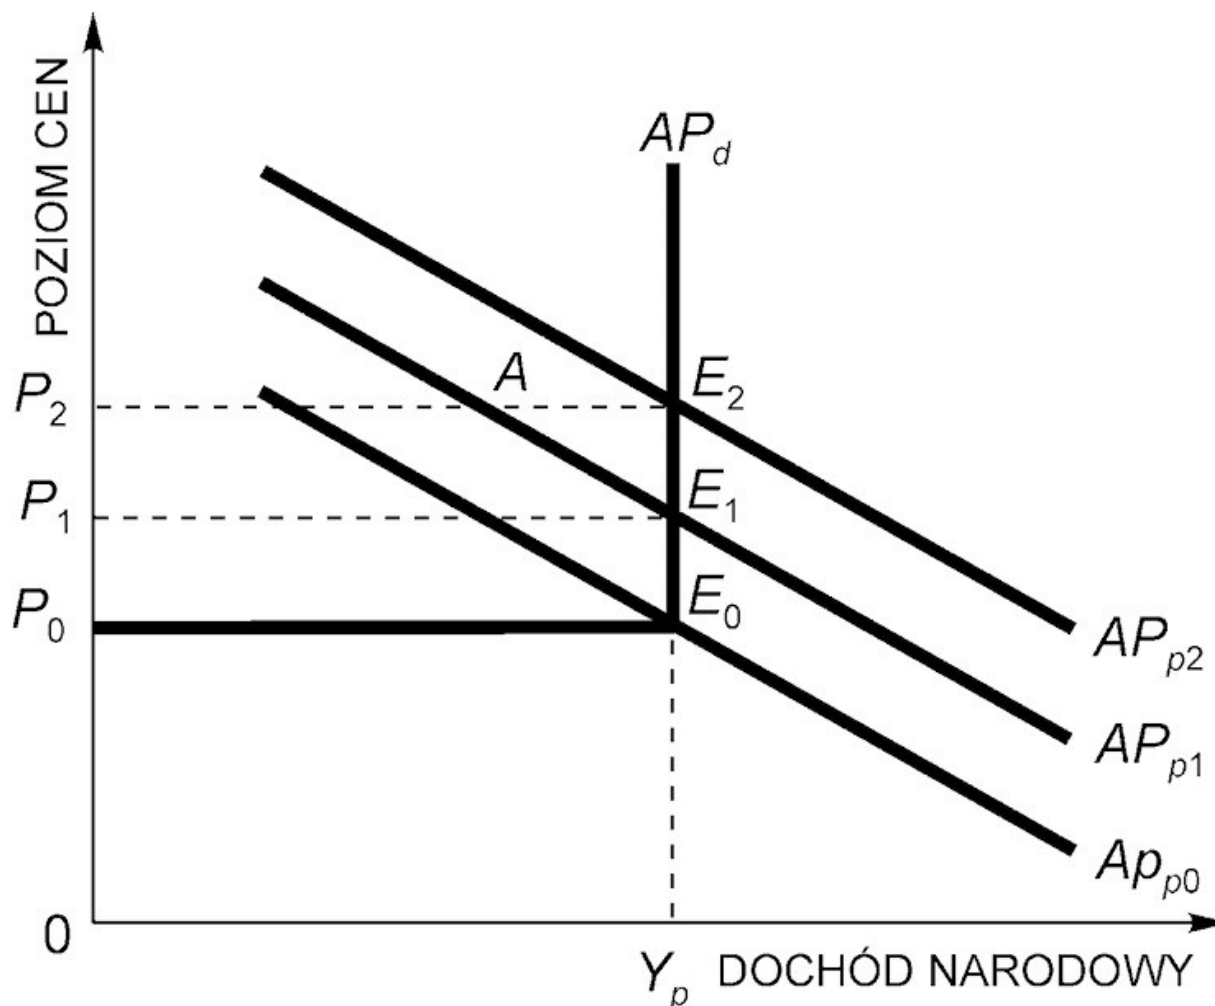 POZIOM CEN
AP_d
A
E_2
P_2
E_1
P_1
E_0
P_0
AP_p2
AP_p1
Ap_p0
0
Y_p DOCHÓD NARODOWY